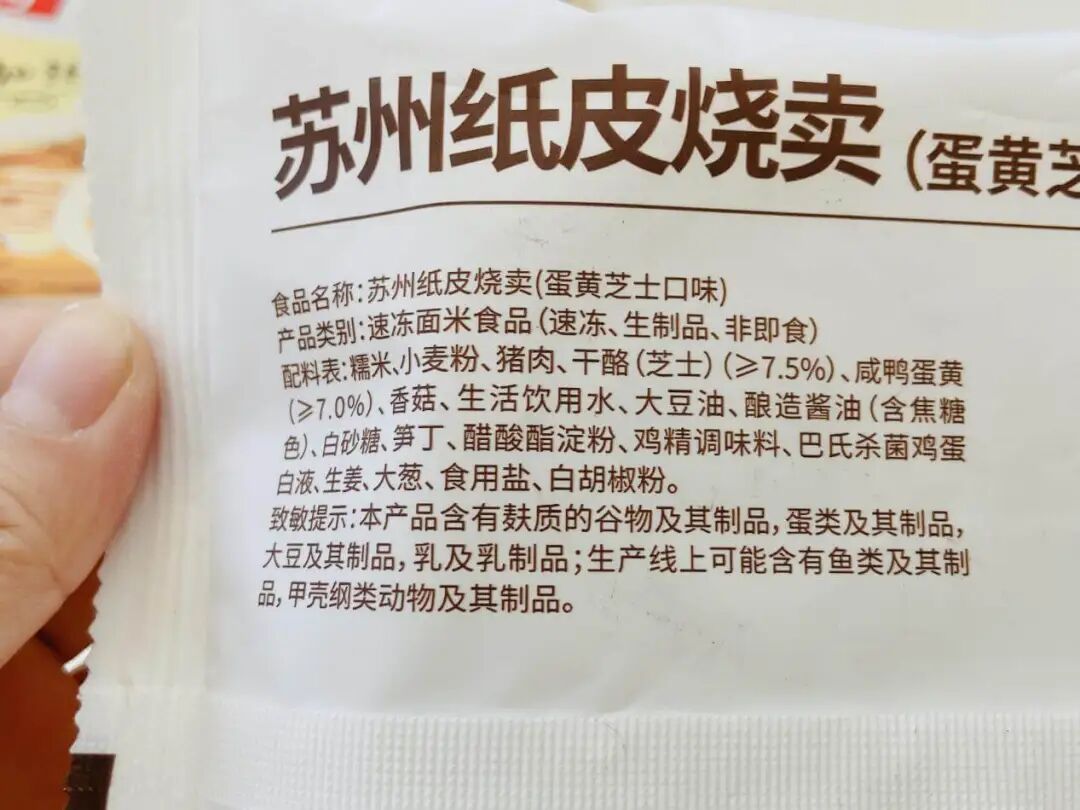 苏州纸皮烧卖(蛋黄芝
食品名称:苏州纸皮烧卖(蛋黄芝士口味)
产品类别:速冻面米食品(速冻、生制品、非即食)
配料表:糯米、小麦粉、猪肉、干酪(芝士)(≥7.5%)、咸鸭蛋黄
(≥7.0%)、香菇、生活饮用水、大豆油、酿造酱油(含焦糖
色)、白砂糖、笋丁、醋酸酯淀粉、鸡精调味料、巴氏杀菌鸡蛋
白液、生姜、大葱、食用盐、白胡椒粉。
致敏提示:本产品含有麸质的谷物及其制品,蛋类及其制品,
大豆及其制品,乳及乳制品;生产线上可能含有鱼类及其制
品,甲壳纲类动物及其制品。